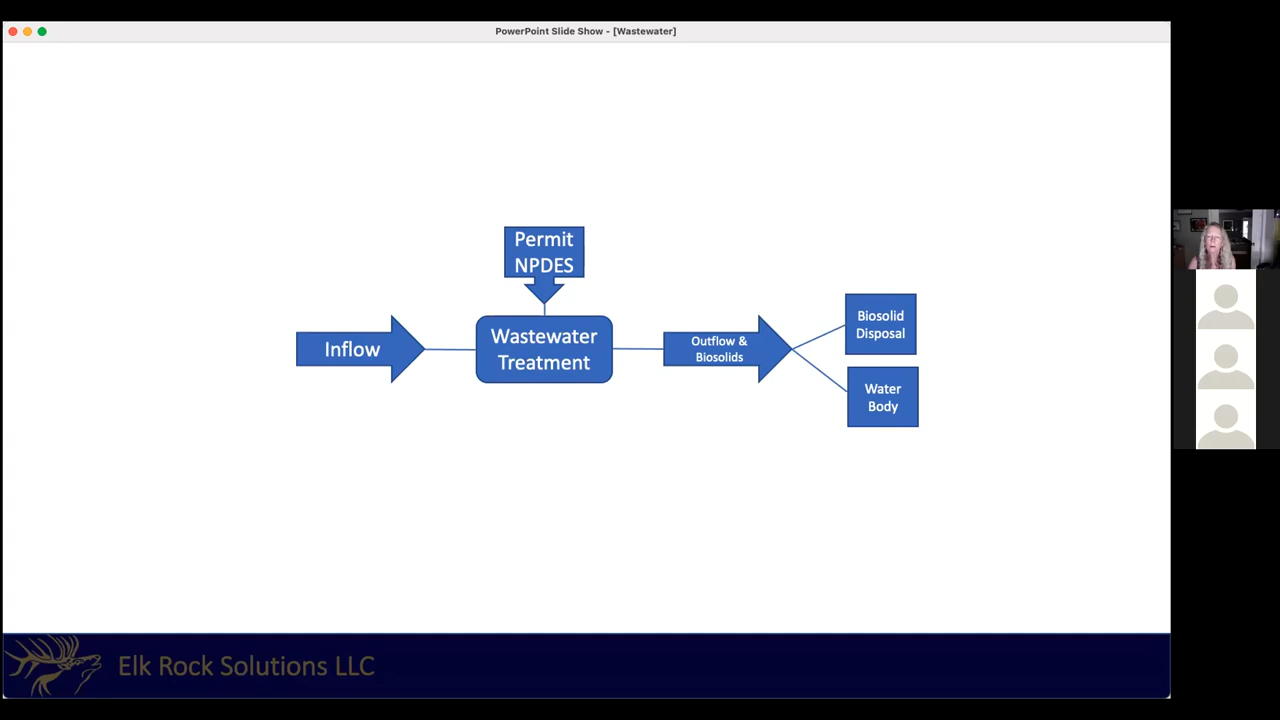 PowerPoint Slide Show - [Wastewater]
Permit
NPDES
Inflow
Wastewater
Treatment
Outflow &
Biosolids
Biosolid
Disposal
Water
Body
Elk Rock Solutions LLC